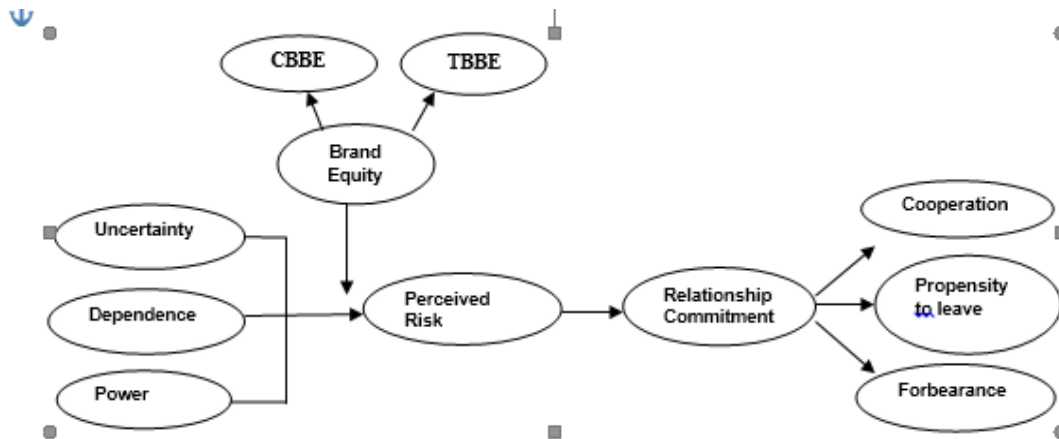 CBBE
TBBE
Brand
Equity
Uncertainty
Dependence
Power
Perceived
Risk
Relationship
Commitment
Cooperation
Propensity
to leave
Forbearance